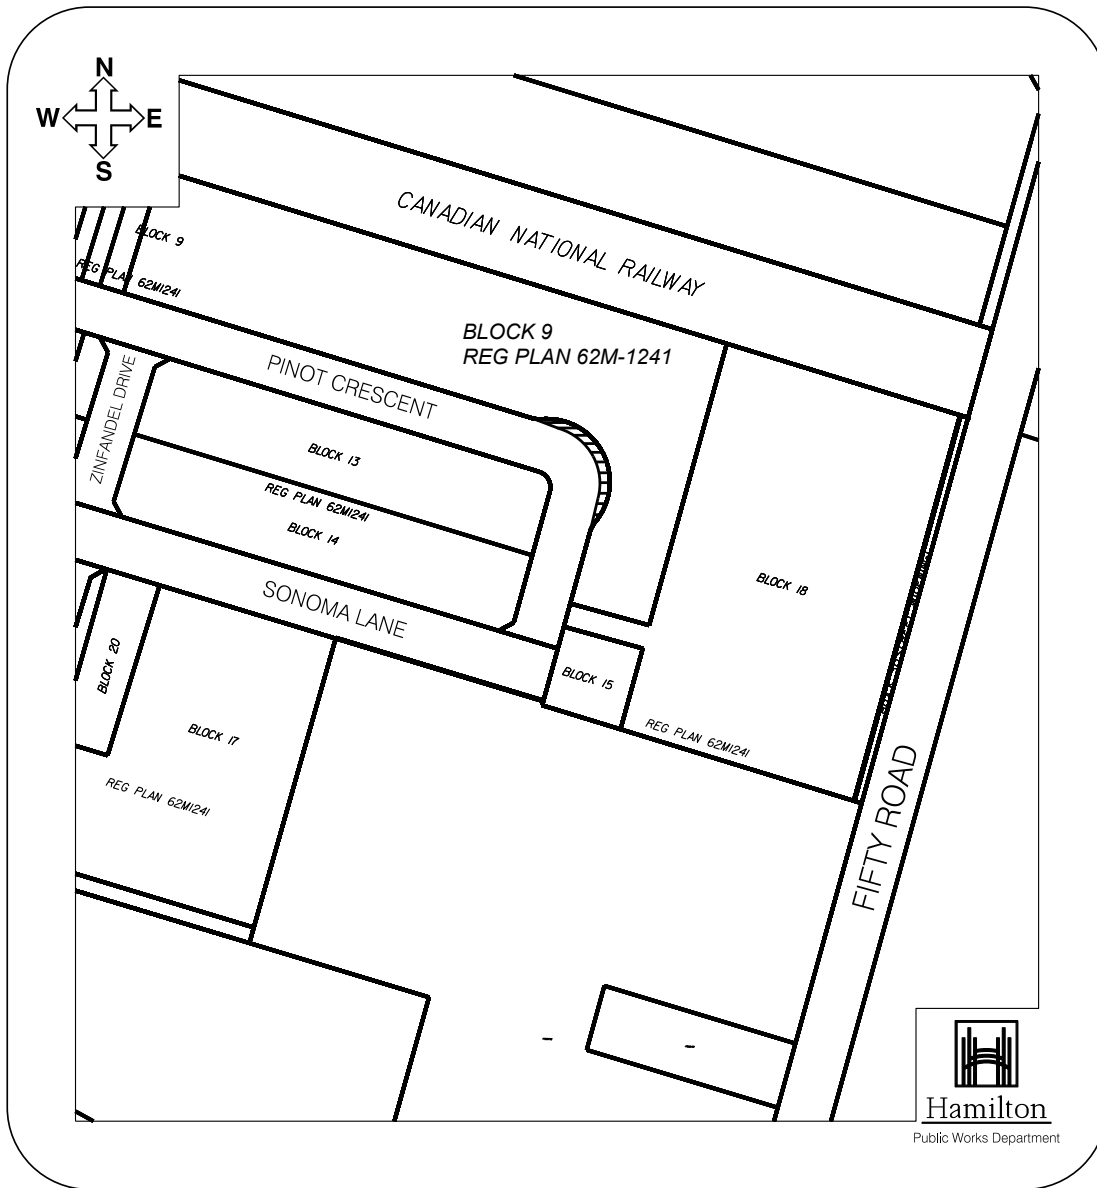 N
W E
S
CANADIAN NATIONAL RAILWAY
BLOCK 9
REG PLAN 62M1241
BLOCK 9
REG PLAN 62M-1241
PINOT CRESCENT
ZINFANDEL DRIVE
BLOCK 13
REG PLAN 62M1241
BLOCK 14
SONOMA LANE
BLOCK 18
BLOCK 15
BLOCK 20
BLOCK 17
REG PLAN 62M1241
REG PLAN 62M1241
FIFTY ROAD
Hamilton
Public Works Department